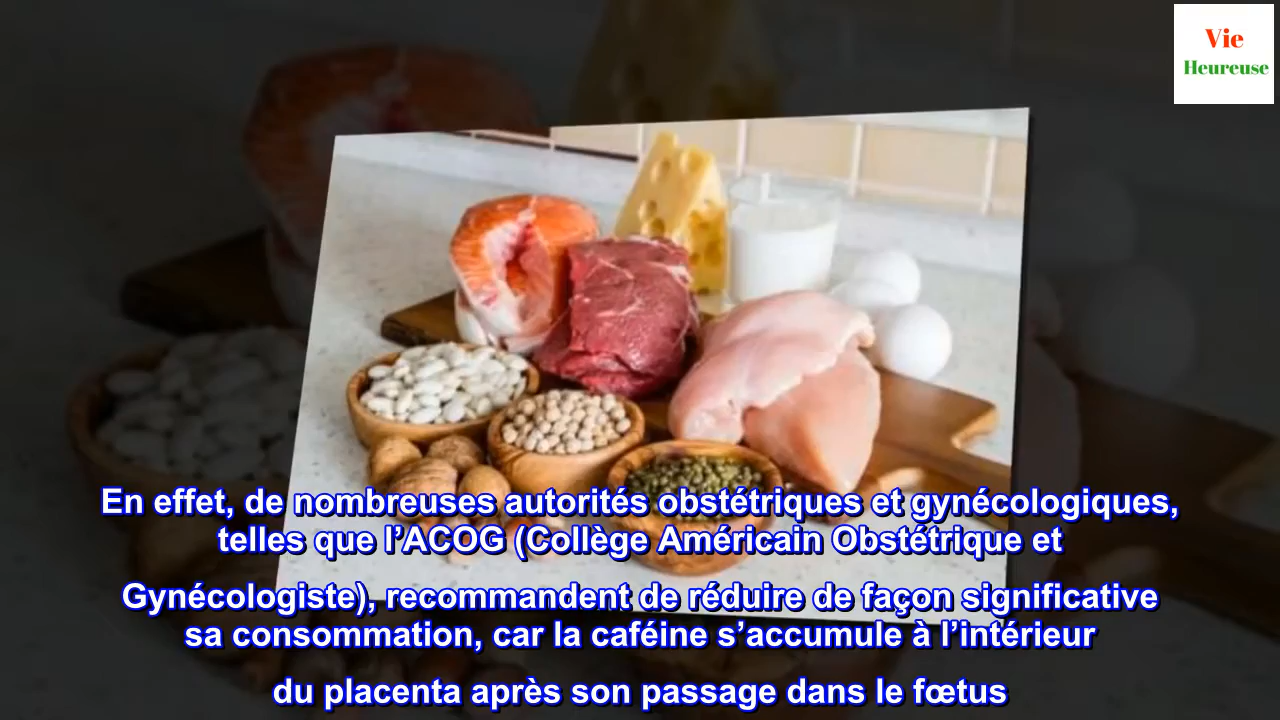 Vie
Heureuse
En effet, de nombreuses autorités obstétriques et gynécologiques,
telles que l’ACOG (Collège Américain Obstétrique et
Gynécologiste), recommandent de réduire de façon significative
sa consommation, car la caféine s’accumule à l’intérieur
du placenta après son passage dans le fœtus